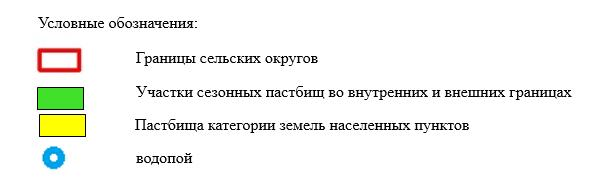 Условные обозначения:
Границы сельских округов
Участки сезонных пастбищ во внутренних и внешних границах
Пастбища категории земель населенных пунктов
водопой